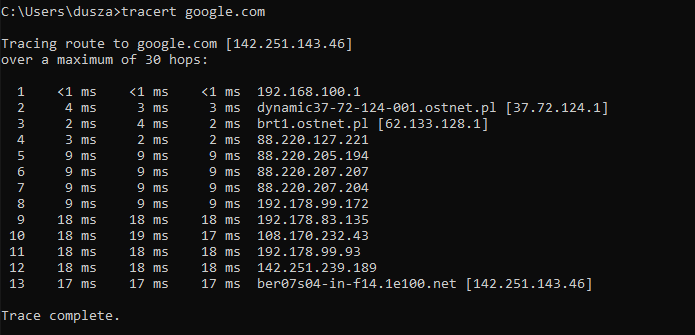 C:\Users\dusza>tracert google.com
Tracing route to google.com [142.251.143.46]
over a maximum of 30 hops:
1 <1 ms <1 ms <1 ms 192.168.100.1
2 4 ms 3 ms 3 ms dynamic37-72-124-001.ostnet.pl [37.72.124.1]
3 2 ms 4 ms 2 ms brt1.ostnet.pl [62.133.128.1]
4 3 ms 2 ms 2 ms 88.220.127.221
5 9 ms 9 ms 9 ms 88.220.205.194
6 9 ms 9 ms 9 ms 88.220.207.207
7 9 ms 9 ms 9 ms 88.220.207.204
8 9 ms 9 ms 9 ms 192.178.99.172
9 18 ms 18 ms 18 ms 192.178.83.135
10 18 ms 19 ms 17 ms 108.170.232.43
11 18 ms 18 ms 18 ms 192.178.99.93
12 18 ms 18 ms 18 ms 142.251.239.189
13 17 ms 17 ms 17 ms ber07s04-in-f14.1e100.net [142.251.143.46]
Trace complete.